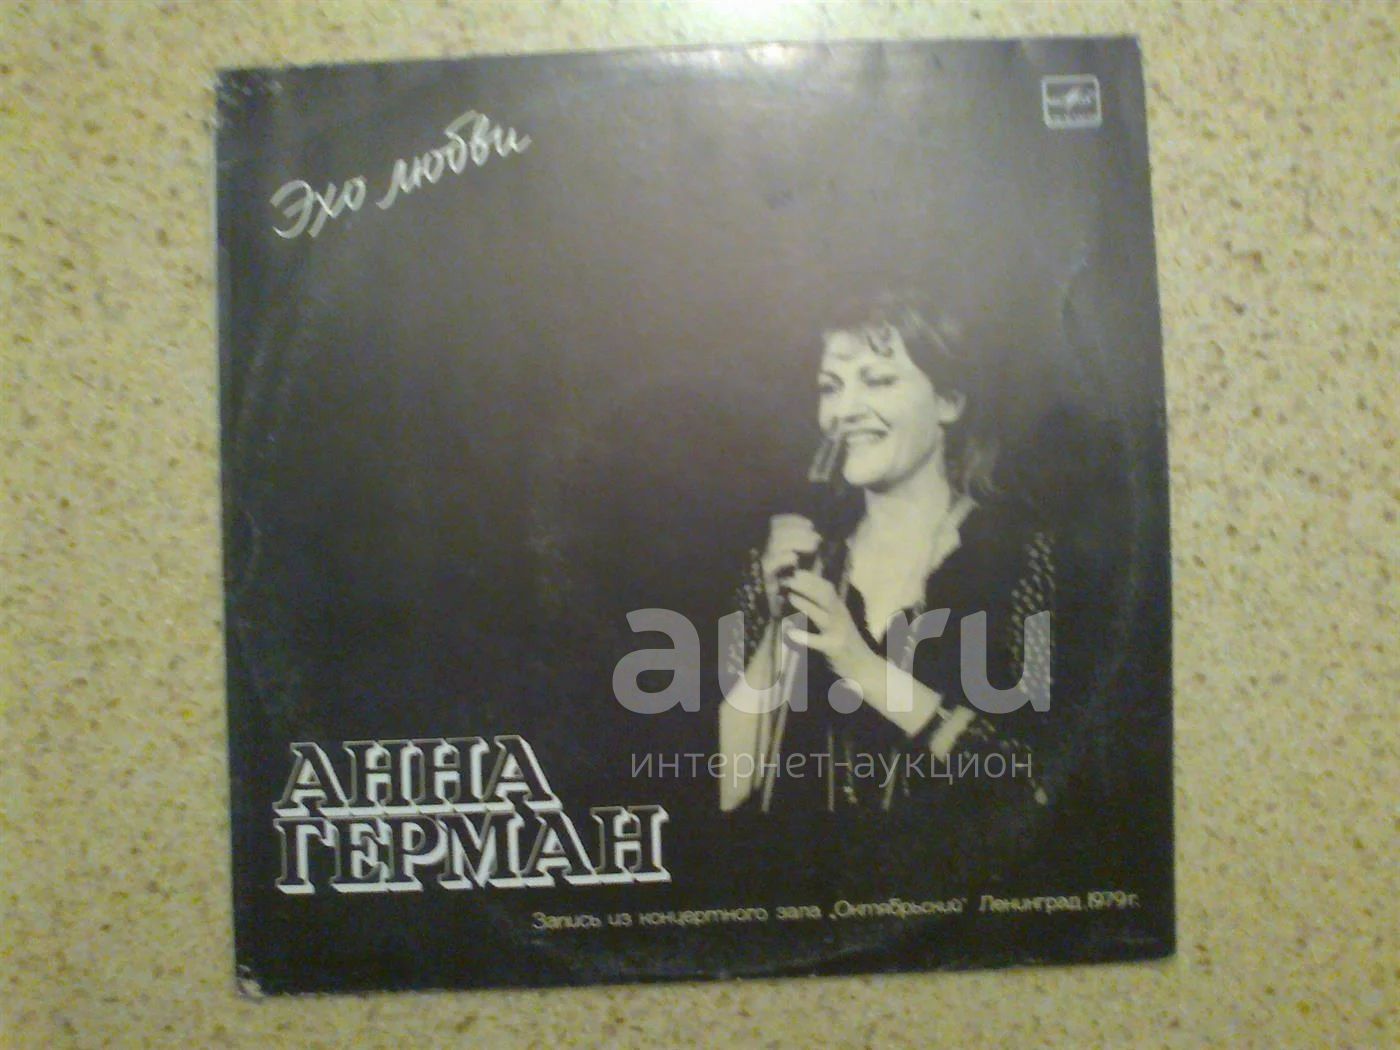 Эхо любви
au.ru
интернет-аукцион
АННА
ГЕРМАН
Запись из концертного зала „Октябрьский" Ленинград, 1979 г.